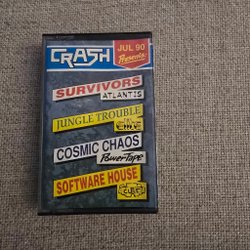 CRASH
JUL 90
Presents
SURVIVORS
ATLANTIS
JUNGLE TROUBLE
COSMIC CHAOS
PowerTape
SOFTWARE HOUSE